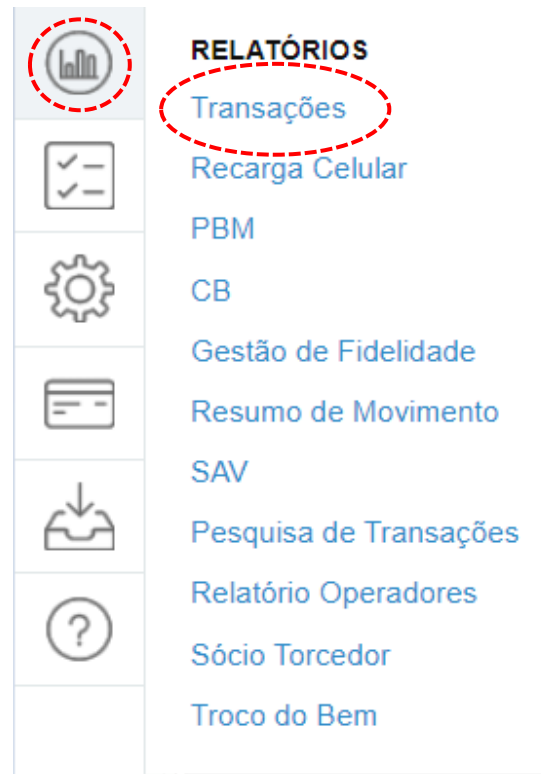 RELATÓRIOS
Transações
Recarga Celular
PBM
CB
Gestão de Fidelidade
Resumo de Movimento
SAV
Pesquisa de Transações
Relatório Operadores
Sócio Torcedor
Troco do Bem